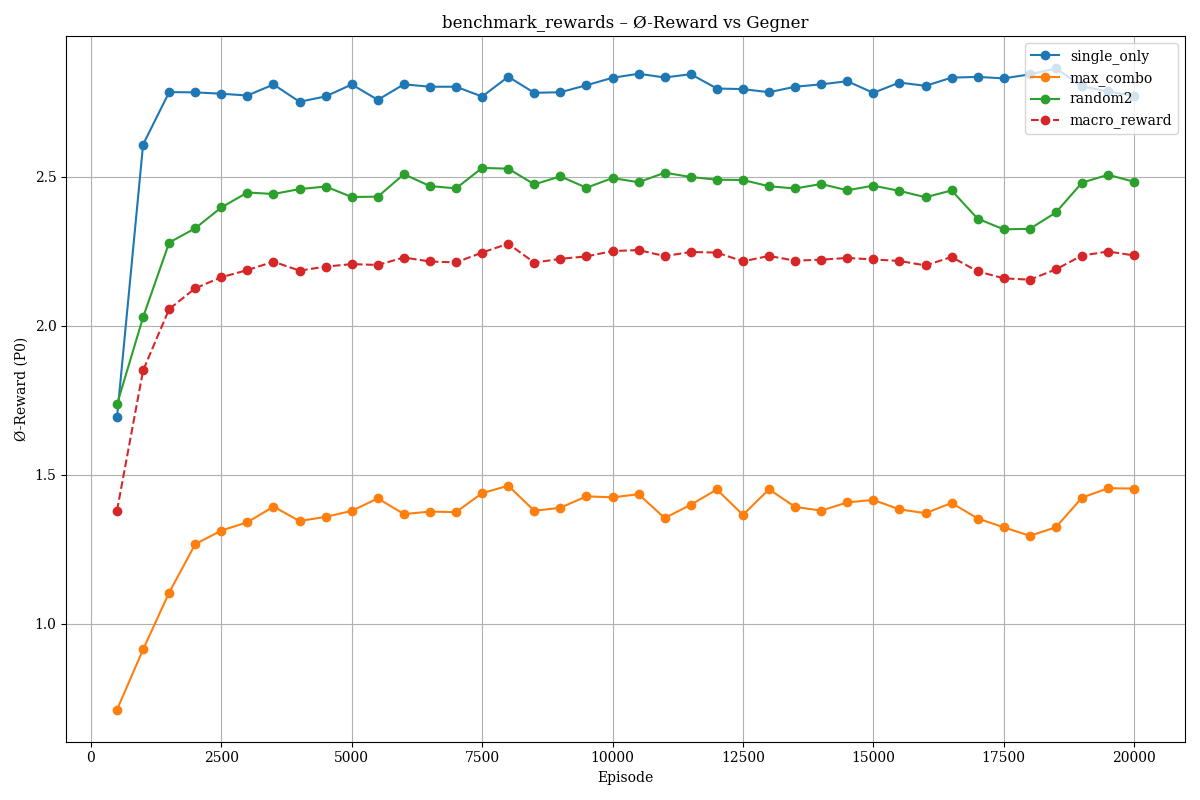 benchmark_rewards – Ø-Reward vs Gegner
single_only
max_combo
random2
macro_reward
2.5
2.0
1.5
1.0
Ø-Reward (P0)
0 2500 5000 7500 10000 12500 15000 17500 20000
Episode